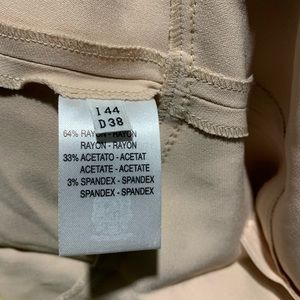 I 44
D 38
64% RAYON - RAYON
RAYON - RAYON
33% ACETATO - ACETAT
ACETATE - ACETATE
3% SPANDEX - SPANDEX
SPANDEX - SPANDEX